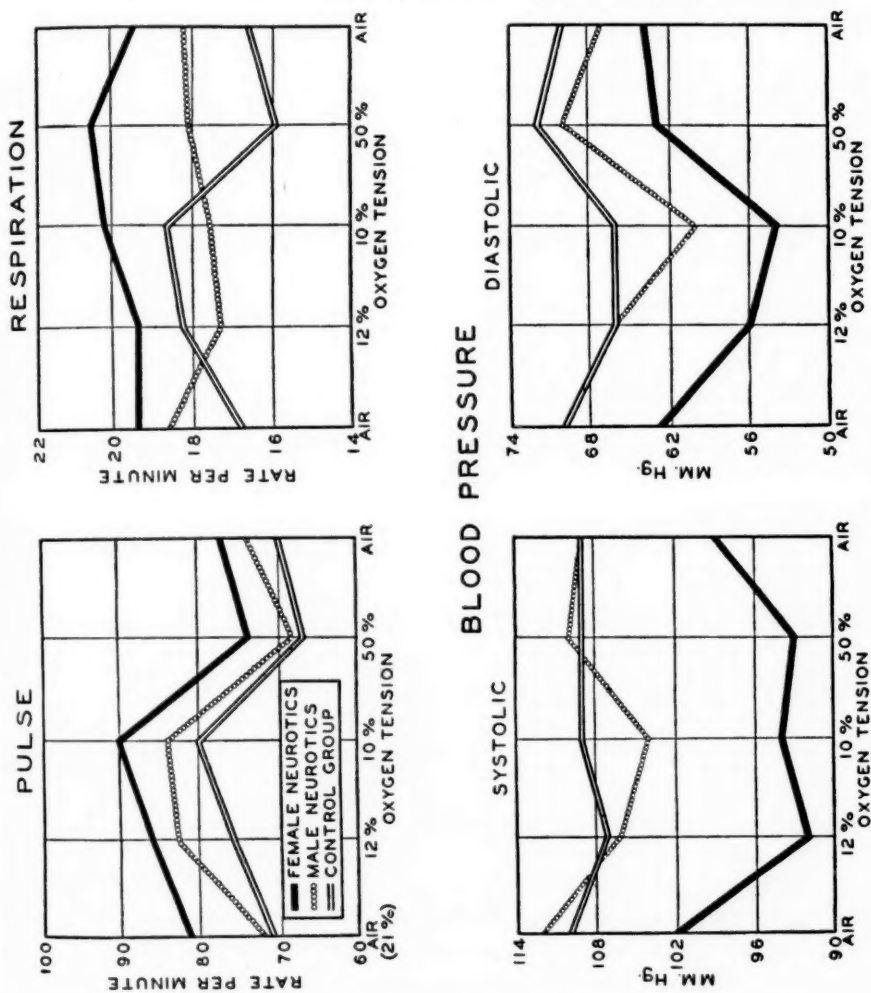 PULSE
100
90
80
70
60
RATE PER MINUTE
AIR
(21%)
12%
10%
50%
AIR
OXYGEN TENSION
FEMALE NEUROTICS
MALE NEUROTICS
CONTROL GROUP
RESPIRATION
22
20
18
16
14
RATE PER MINUTE
AIR
12%
10%
50%
AIR
OXYGEN TENSION
BLOOD PRESSURE
SYSTOLIC
114
108
102
96
90
MM. Hg.
AIR
12%
10%
50%
AIR
OXYGEN TENSION
DIASTOLIC
74
68
62
56
50
MM. Hg.
AIR
12%
10%
50%
AIR
OXYGEN TENSION